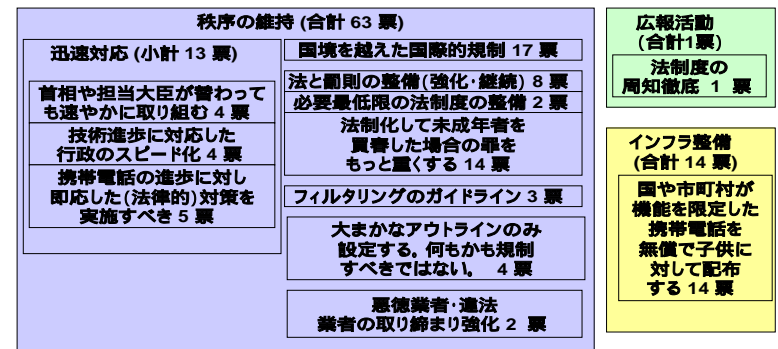 秩序の維持 (合計 63 票)
迅速対応 (小計 13 票)
首相や担当大臣が替わって
も速やかに取り組む 4 票
技術進歩に対応した
行政のスピード化 4 票
携帯電話の進歩に対し
即応した(法律的)対策を
実施すべき 5 票
国境を越えた国際的規制 17 票
法と罰則の整備(強化・継続) 8 票
必要最低限の法制度の整備 2 票
法制化して未成年者を
買春した場合の罪を
もっと重くする 14 票
フィルタリングのガイドライン 3 票
大まかなアウトラインのみ
設定する。何もかも規制
すべきではない。 4 票
悪徳業者・違法
業者の取り締まり強化 2 票
広報活動
(合計1票)
法制度の
周知徹底 1 票
インフラ整備
(合計 14 票)
国や市町村が
機能を限定した
携帯電話を
無償で子供に
対して配布
する 14 票